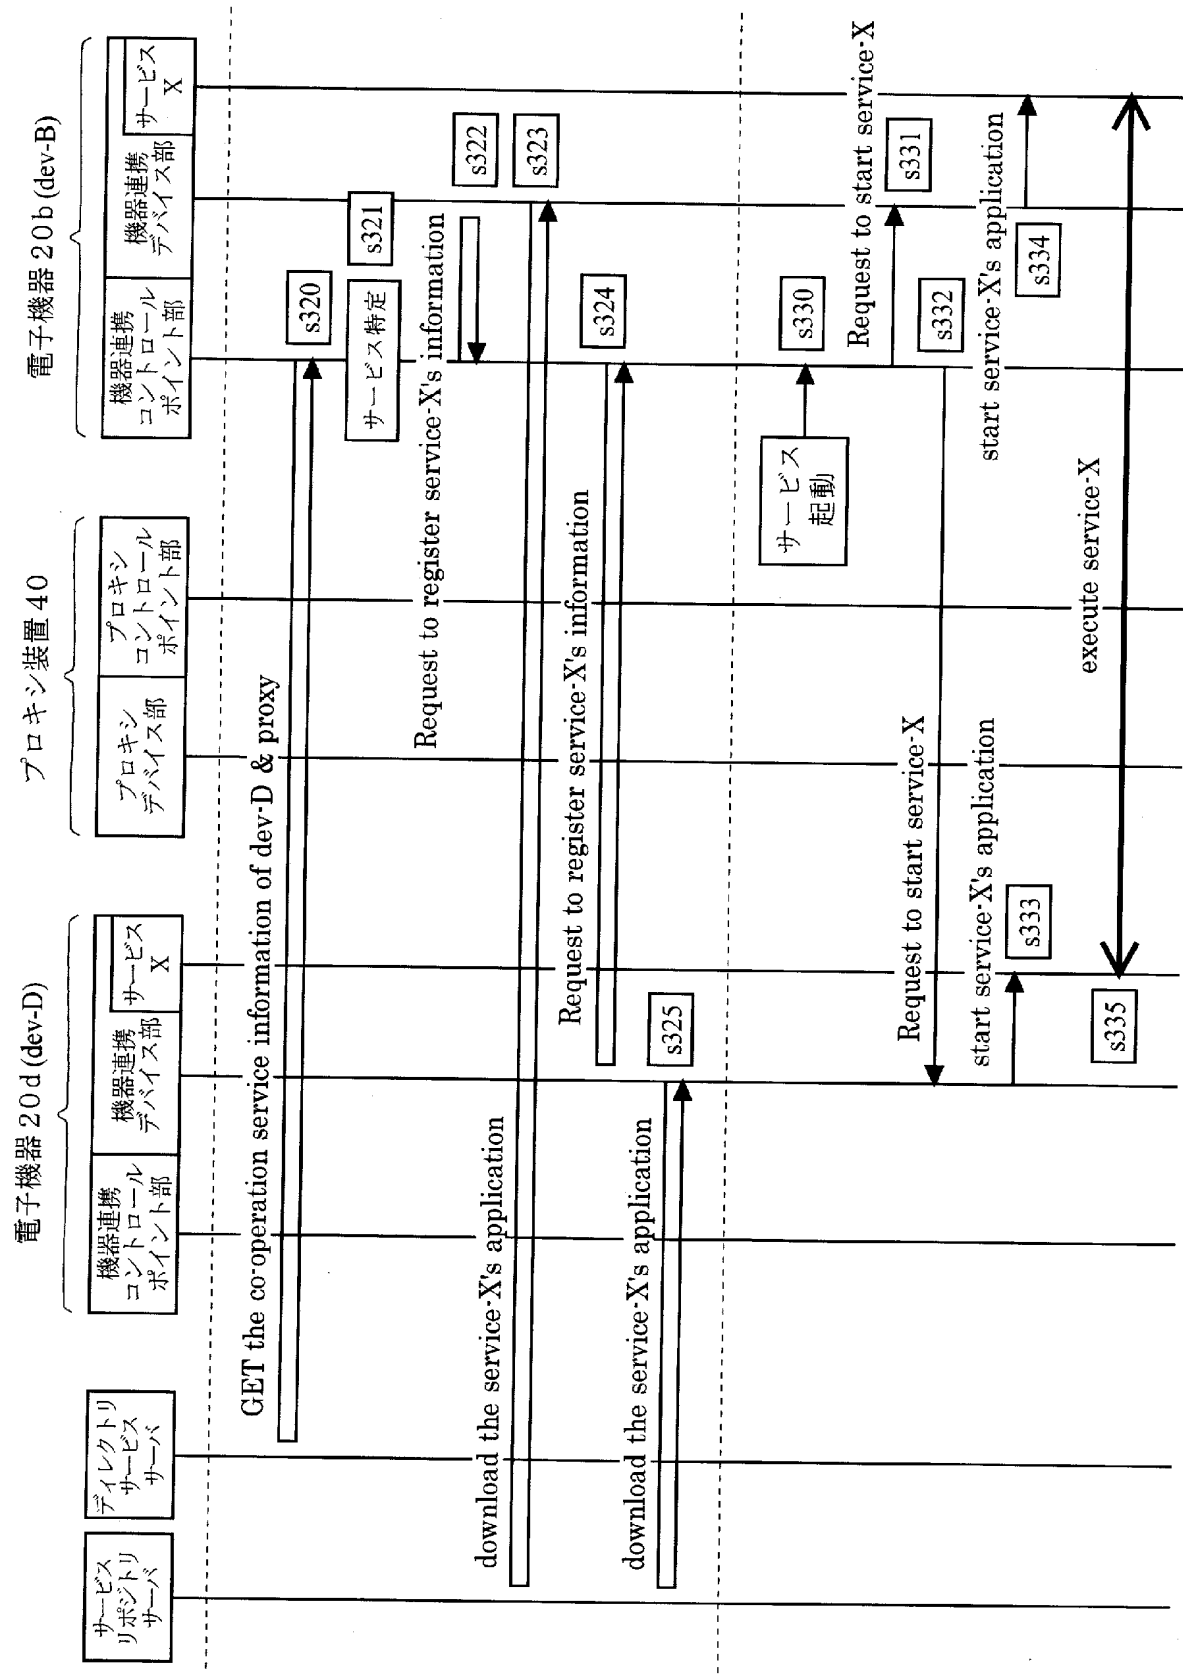 サービス
リポジトリ
サーバ
ディレクトリ
サービス
サーバ
電子機器20d(dev-D)
機器連携
コントロール
ポイント部
機器連携
デバイス部
サービス
X
プロキシ装置40
プロキシ
デバイス部
プロキシ
コントロール
ポイント部
電子機器20b(dev-B)
機器連携
コントロール
ポイント部
機器連携
デバイス部
サービス
X
GET the co-operation service information of dev-D & proxy
s320
サービス特定
s321
Request to register service-X's information
s322
download the service-X's application
s323
Request to register service-X's information
s324
download the service-X's application
s325
サービス
起動
s330
Request to start service-X
s331
Request to start service-X
s332
start service-X's application
s333
start service-X's application
s334
execute service-X
s335